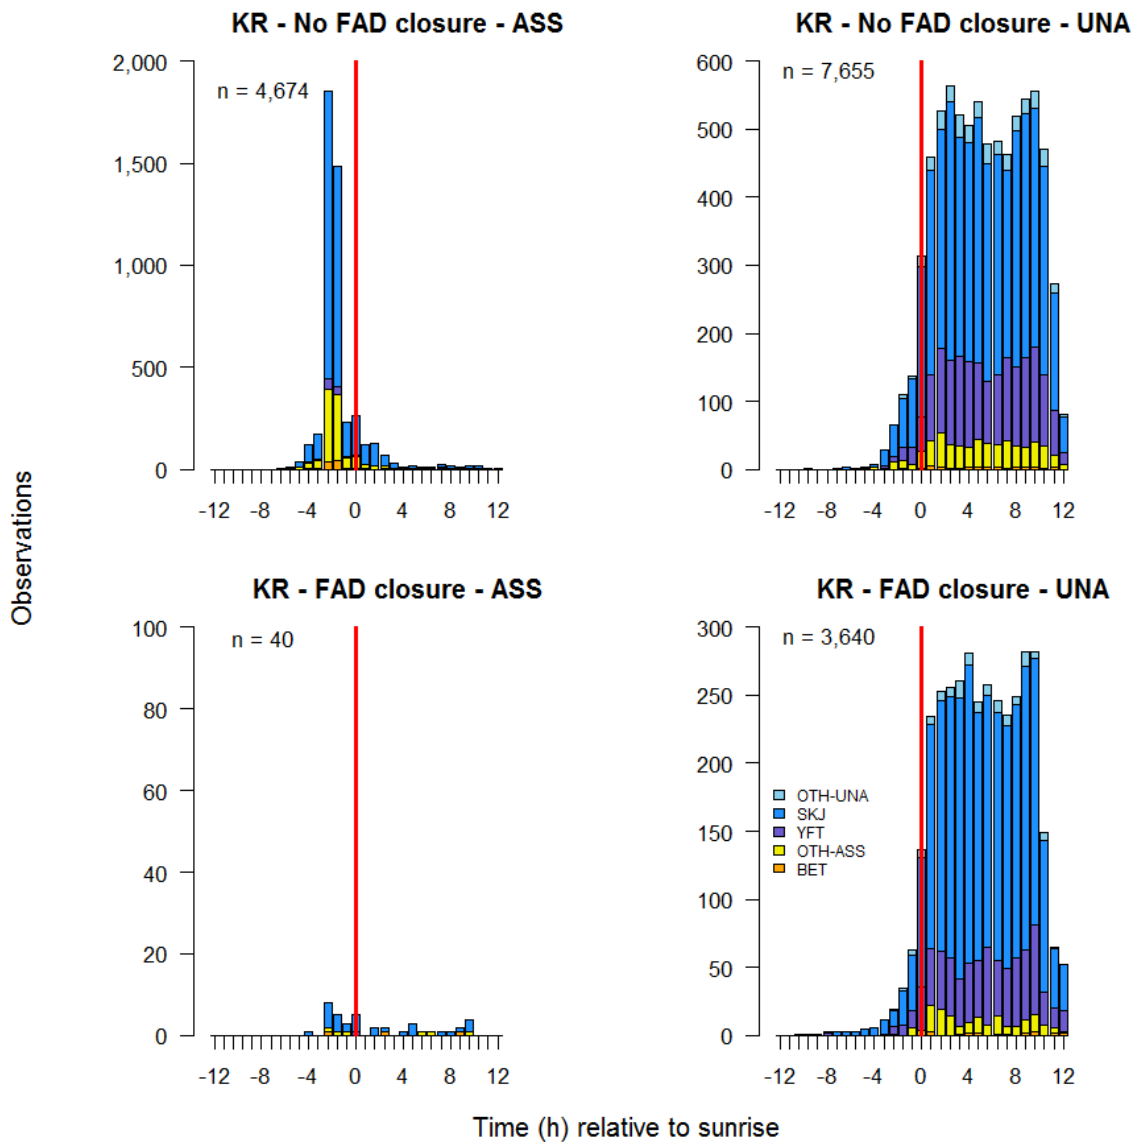 KR - No FAD closure - ASS
n = 4,674
2,000
1,500
1,000
500
0
-12 -8 -4 0 4 8 12
KR - No FAD closure - UNA
n = 7,655
600
500
400
300
200
100
0
-12 -8 -4 0 4 8 12
Observations
KR - FAD closure - ASS
n = 40
100
80
60
40
20
0
-12 -8 -4 0 4 8 12
KR - FAD closure - UNA
n = 3,640
300
250
200
150
100
50
0
OTH-UNA
SKJ
YFT
OTH-ASS
BET
-12 -8 -4 0 4 8 12
Time (h) relative to sunrise